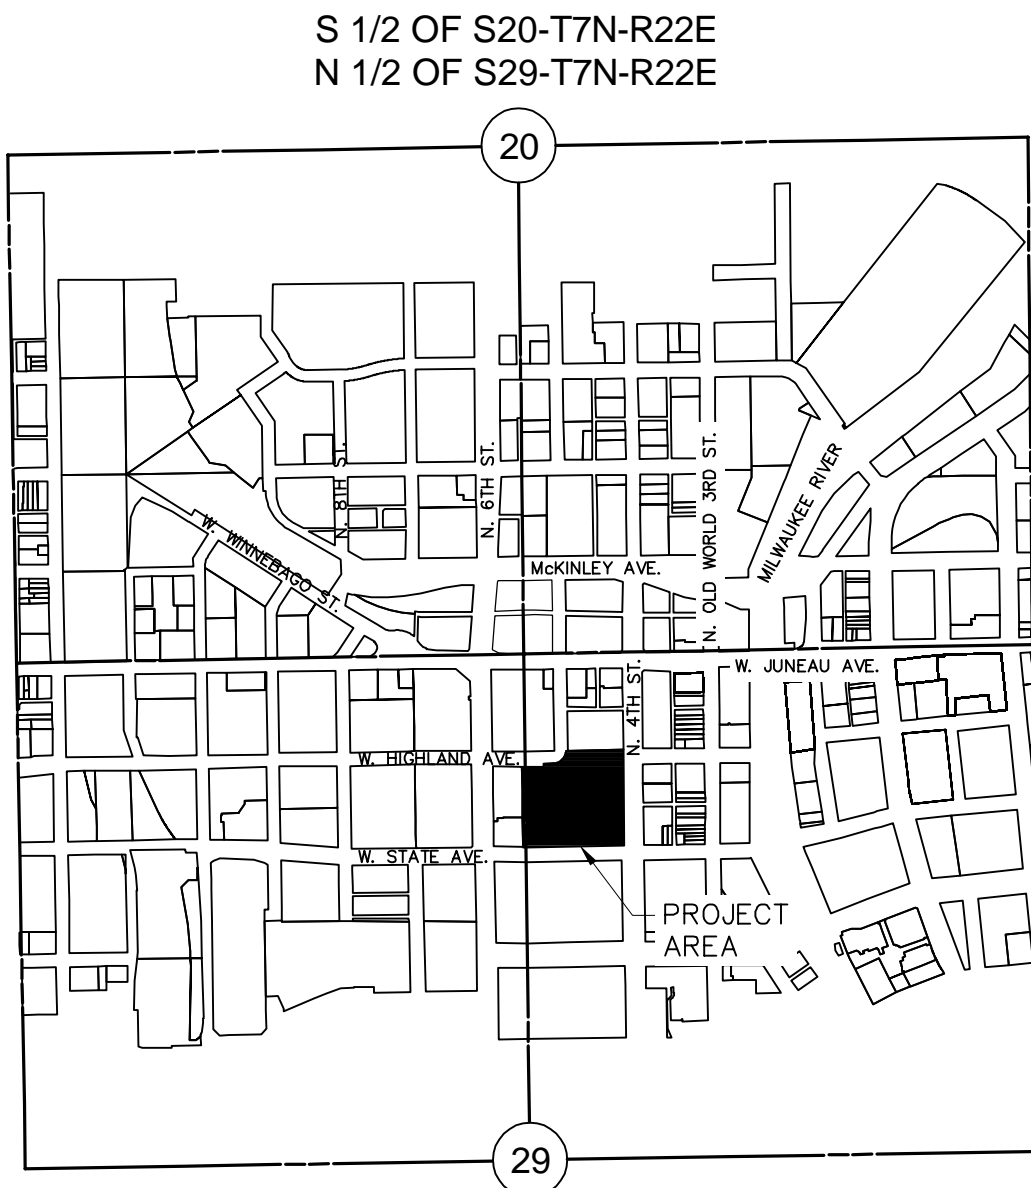 S 1/2 OF S20-T7N-R22E
N 1/2 OF S29-T7N-R22E
20
N. 8TH ST.
N. 6TH ST.
N. OLD WORLD 3RD ST.
MILWAUKEE RIVER
W. WINNEBAGO ST.
McKINLEY AVE.
W. JUNEAU AVE.
N. 4TH ST.
W. HIGHLAND AVE.
W. STATE AVE.
PROJECT
AREA
29